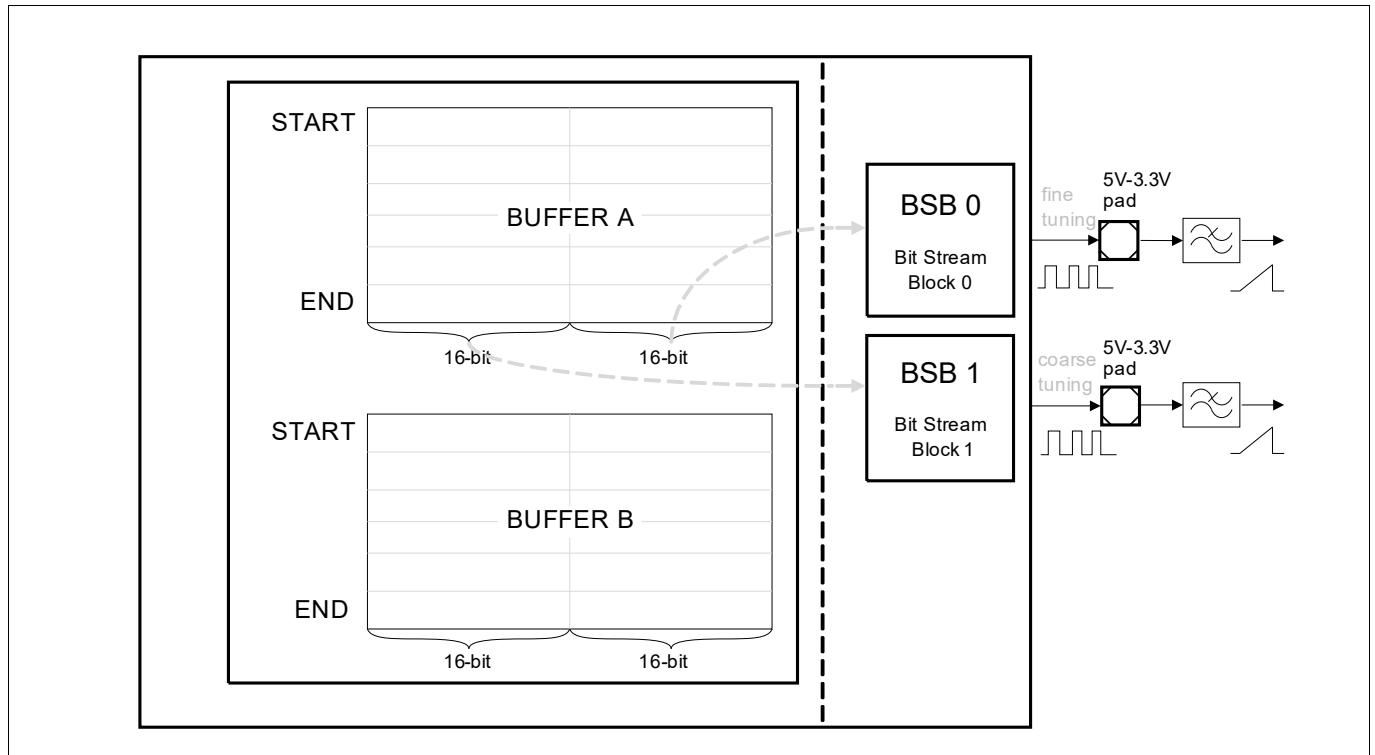 START
BUFFER A
END
16-bit
16-bit
START
BUFFER B
END
16-bit
16-bit
BSB 0
Bit Stream
Block 0
fine
tuning
5V-3.3V
pad
BSB 1
Bit Stream
Block 1
coarse
tuning
5V-3.3V
pad